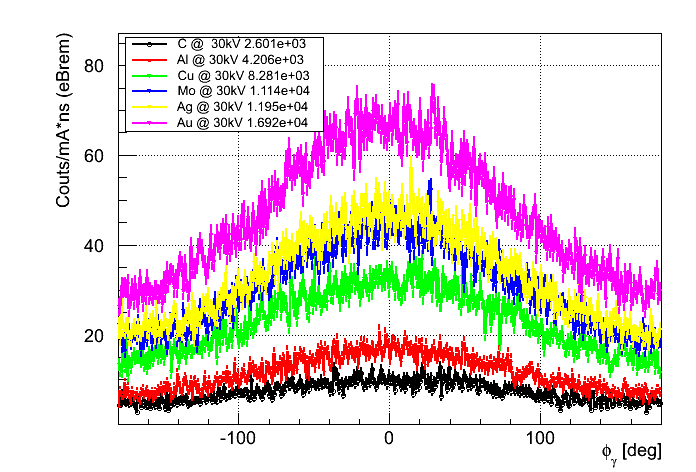 Couts/mA*ns (eBrem)
C @ 30kV 2.601e+03
Al @ 30kV 4.206e+03
Cu @ 30kV 8.281e+03
Mo @ 30kV 1.114e+04
Ag @ 30kV 1.195e+04
Au @ 30kV 1.692e+04
80
60
40
20
-100 0 100
ϕγ [deg]